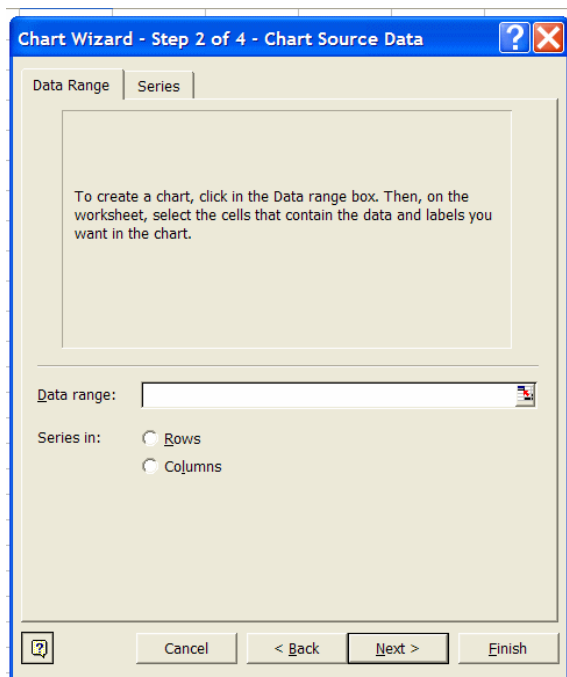 Chart Wizard - Step 2 of 4 - Chart Source Data
Data Range Series
To create a chart, click in the Data range box. Then, on the
worksheet, select the cells that contain the data and labels you
want in the chart.
Data range:
Series in: Rows
Columns
Cancel < Back Next > Finish